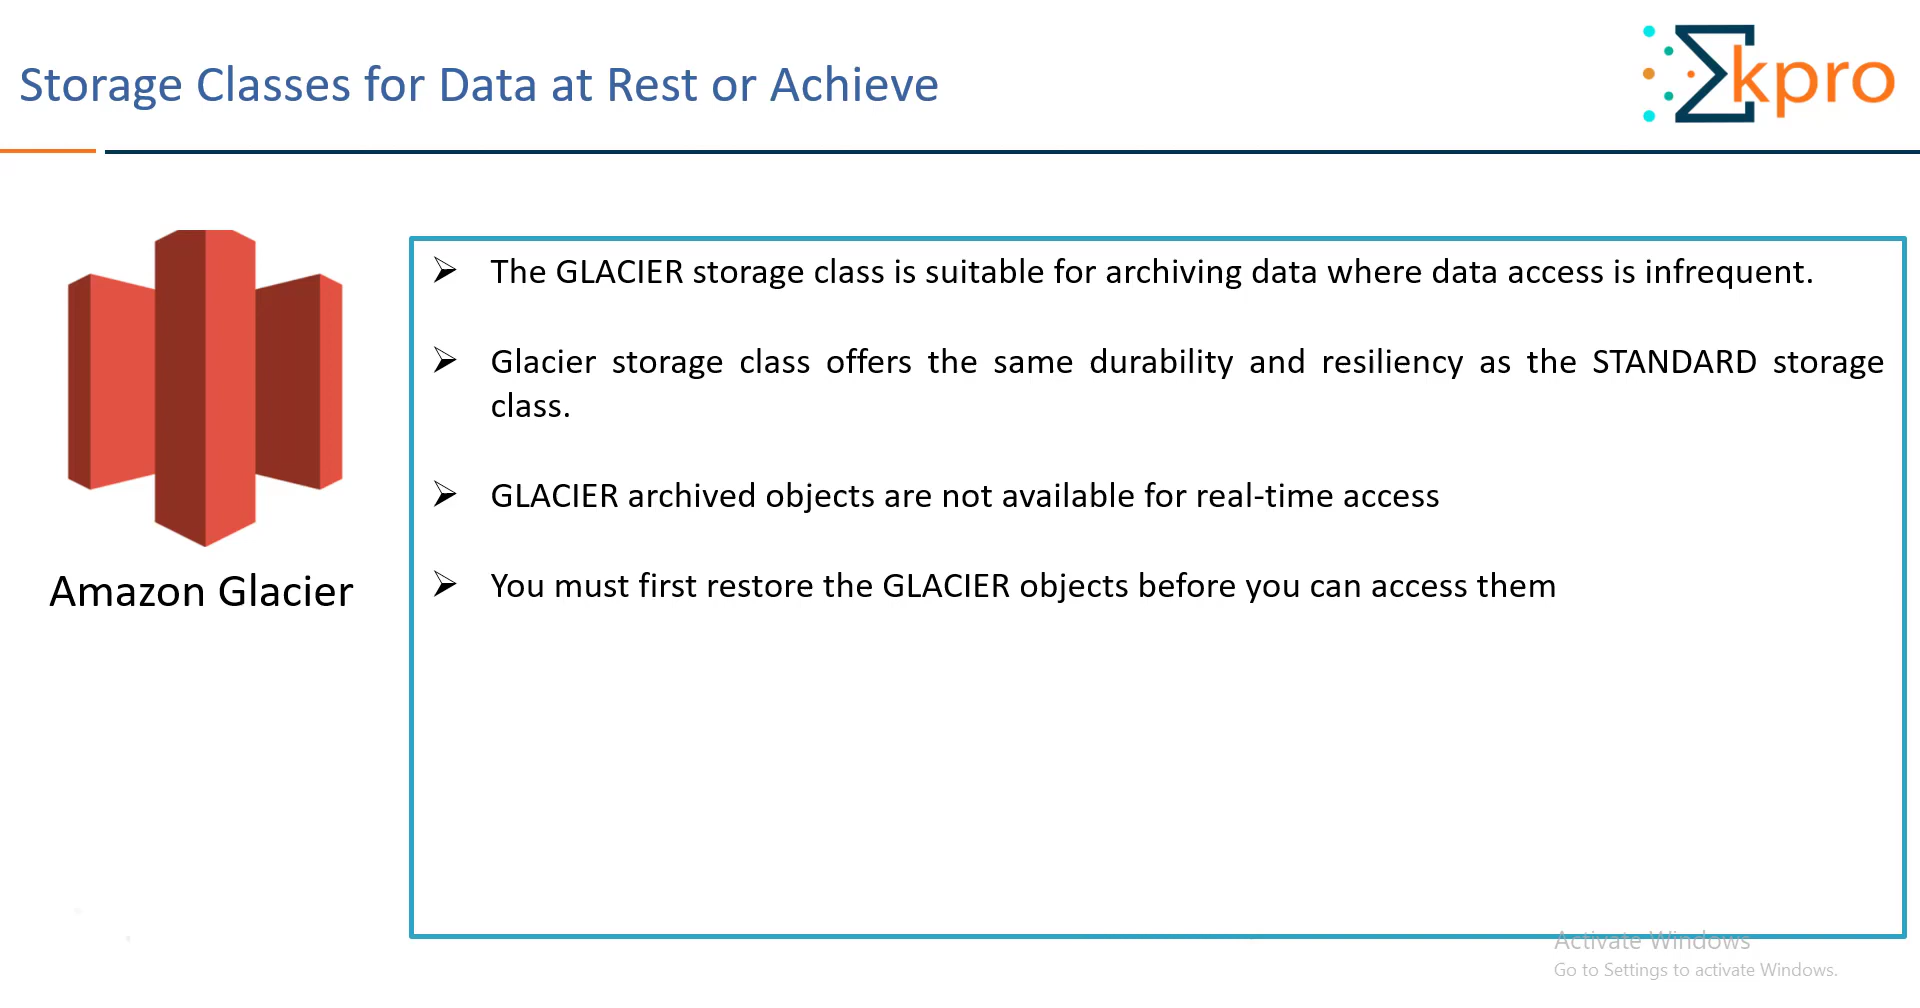 Storage Classes for Data at Rest or Achieve
kpro
➢ The GLACIER storage class is suitable for archiving data where data access is infrequent.
➢ Glacier storage class offers the same durability and resiliency as the STANDARD storage
class.
➢ GLACIER archived objects are not available for real-time access
➢ You must first restore the GLACIER objects before you can access them
Amazon Glacier
Activate Windows
Go to Settings to activate Windows.